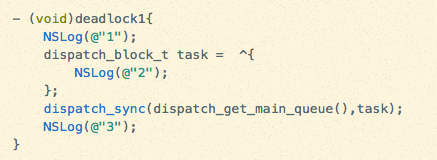 - (void)deadlock1{
    NSLog(@"1");
    dispatch_block_t task =  ^{
        NSLog(@"2");
    };
    dispatch_sync(dispatch_get_main_queue(),task);
    NSLog(@"3");
}